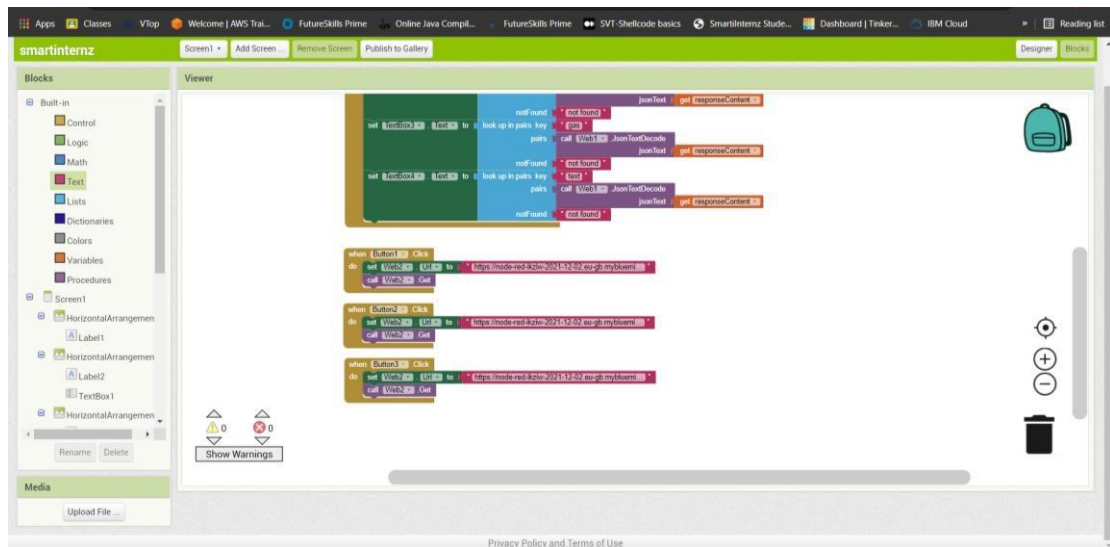 Apps Classes VTop Welcome | AWS Trai... FutureSkills Prime Online Java Compil... FutureSkills Prime SVT-Shellcode basics SmartInternz Stude... Dashboard | Tinker... IBM Cloud » Reading list
smartinternz Screen1 Add Screen ... Remove Screen Publish to Gallery Designer Blocks
Blocks Viewer
Built-in
Control
Logic
Math
Text
Lists
Dictionaries
Colors
Variables
Procedures
Screen1
HorizontalArrangemen
Label1
HorizontalArrangemen
Label2
TextBox1
HorizontalArrangemen
Rename Delete
Media
Upload File ...
jsonText get responseContent
notFound " not found "
set TextBox3 . Text to look up in pairs key " gas "
pairs call Web1 .JsonTextDecode
jsonText get responseContent
notFound " not found "
set TextBox4 . Text to look up in pairs key " text "
pairs call Web1 .JsonTextDecode
jsonText get responseContent
notFound " not found "
when Button1 .Click
do set Web2 . Url to " https://node-red-ikziw-2021-12-02.eu-gb.mybluemi... "
call Web2 .Get
when Button2 .Click
do set Web2 . Url to " https://node-red-ikziw-2021-12-02.eu-gb.mybluemi... "
call Web2 .Get
when Button3 .Click
do set Web2 . Url to " https://node-red-ikziw-2021-12-02.eu-gb.mybluemi... "
call Web2 .Get
0 0
Show Warnings
Privacy Policy and Terms of Use